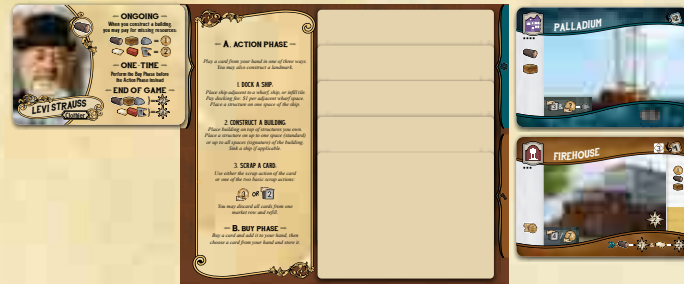 — ONGOING —
When you construct a building,
you may pay for missing resources:
= 1
= 2
— ONE-TIME —
Perform the Buy Phase before
the Action Phase instead
— END OF GAME —
LEVI STRAUSS
Clothier
— A. ACTION PHASE —
Play a card from your hand in one of three ways.
You may also construct a landmark.
1. DOCK A SHIP.
Place ship adjacent to a wharf, ship, or infill tile.
Pay docking fee: $1 per adjacent wharf space.
Place a structure on one space of the ship.
2. CONSTRUCT A BUILDING.
Place building on top of structures you own.
Place a structure on up to one space (standard)
or up to all spaces (signature) of the building.
Sink a ship if applicable.
3. SCRAP A CARD.
Use either the scrap action of the card
or one of the two basic scrap actions:
3 OR 2
You may discard all cards from one
market row and refill.
— B. BUY PHASE —
Buy a card and add it to your hand, then
choose a card from your hand and store it.
PALLADIUM
FIREHOUSE
3